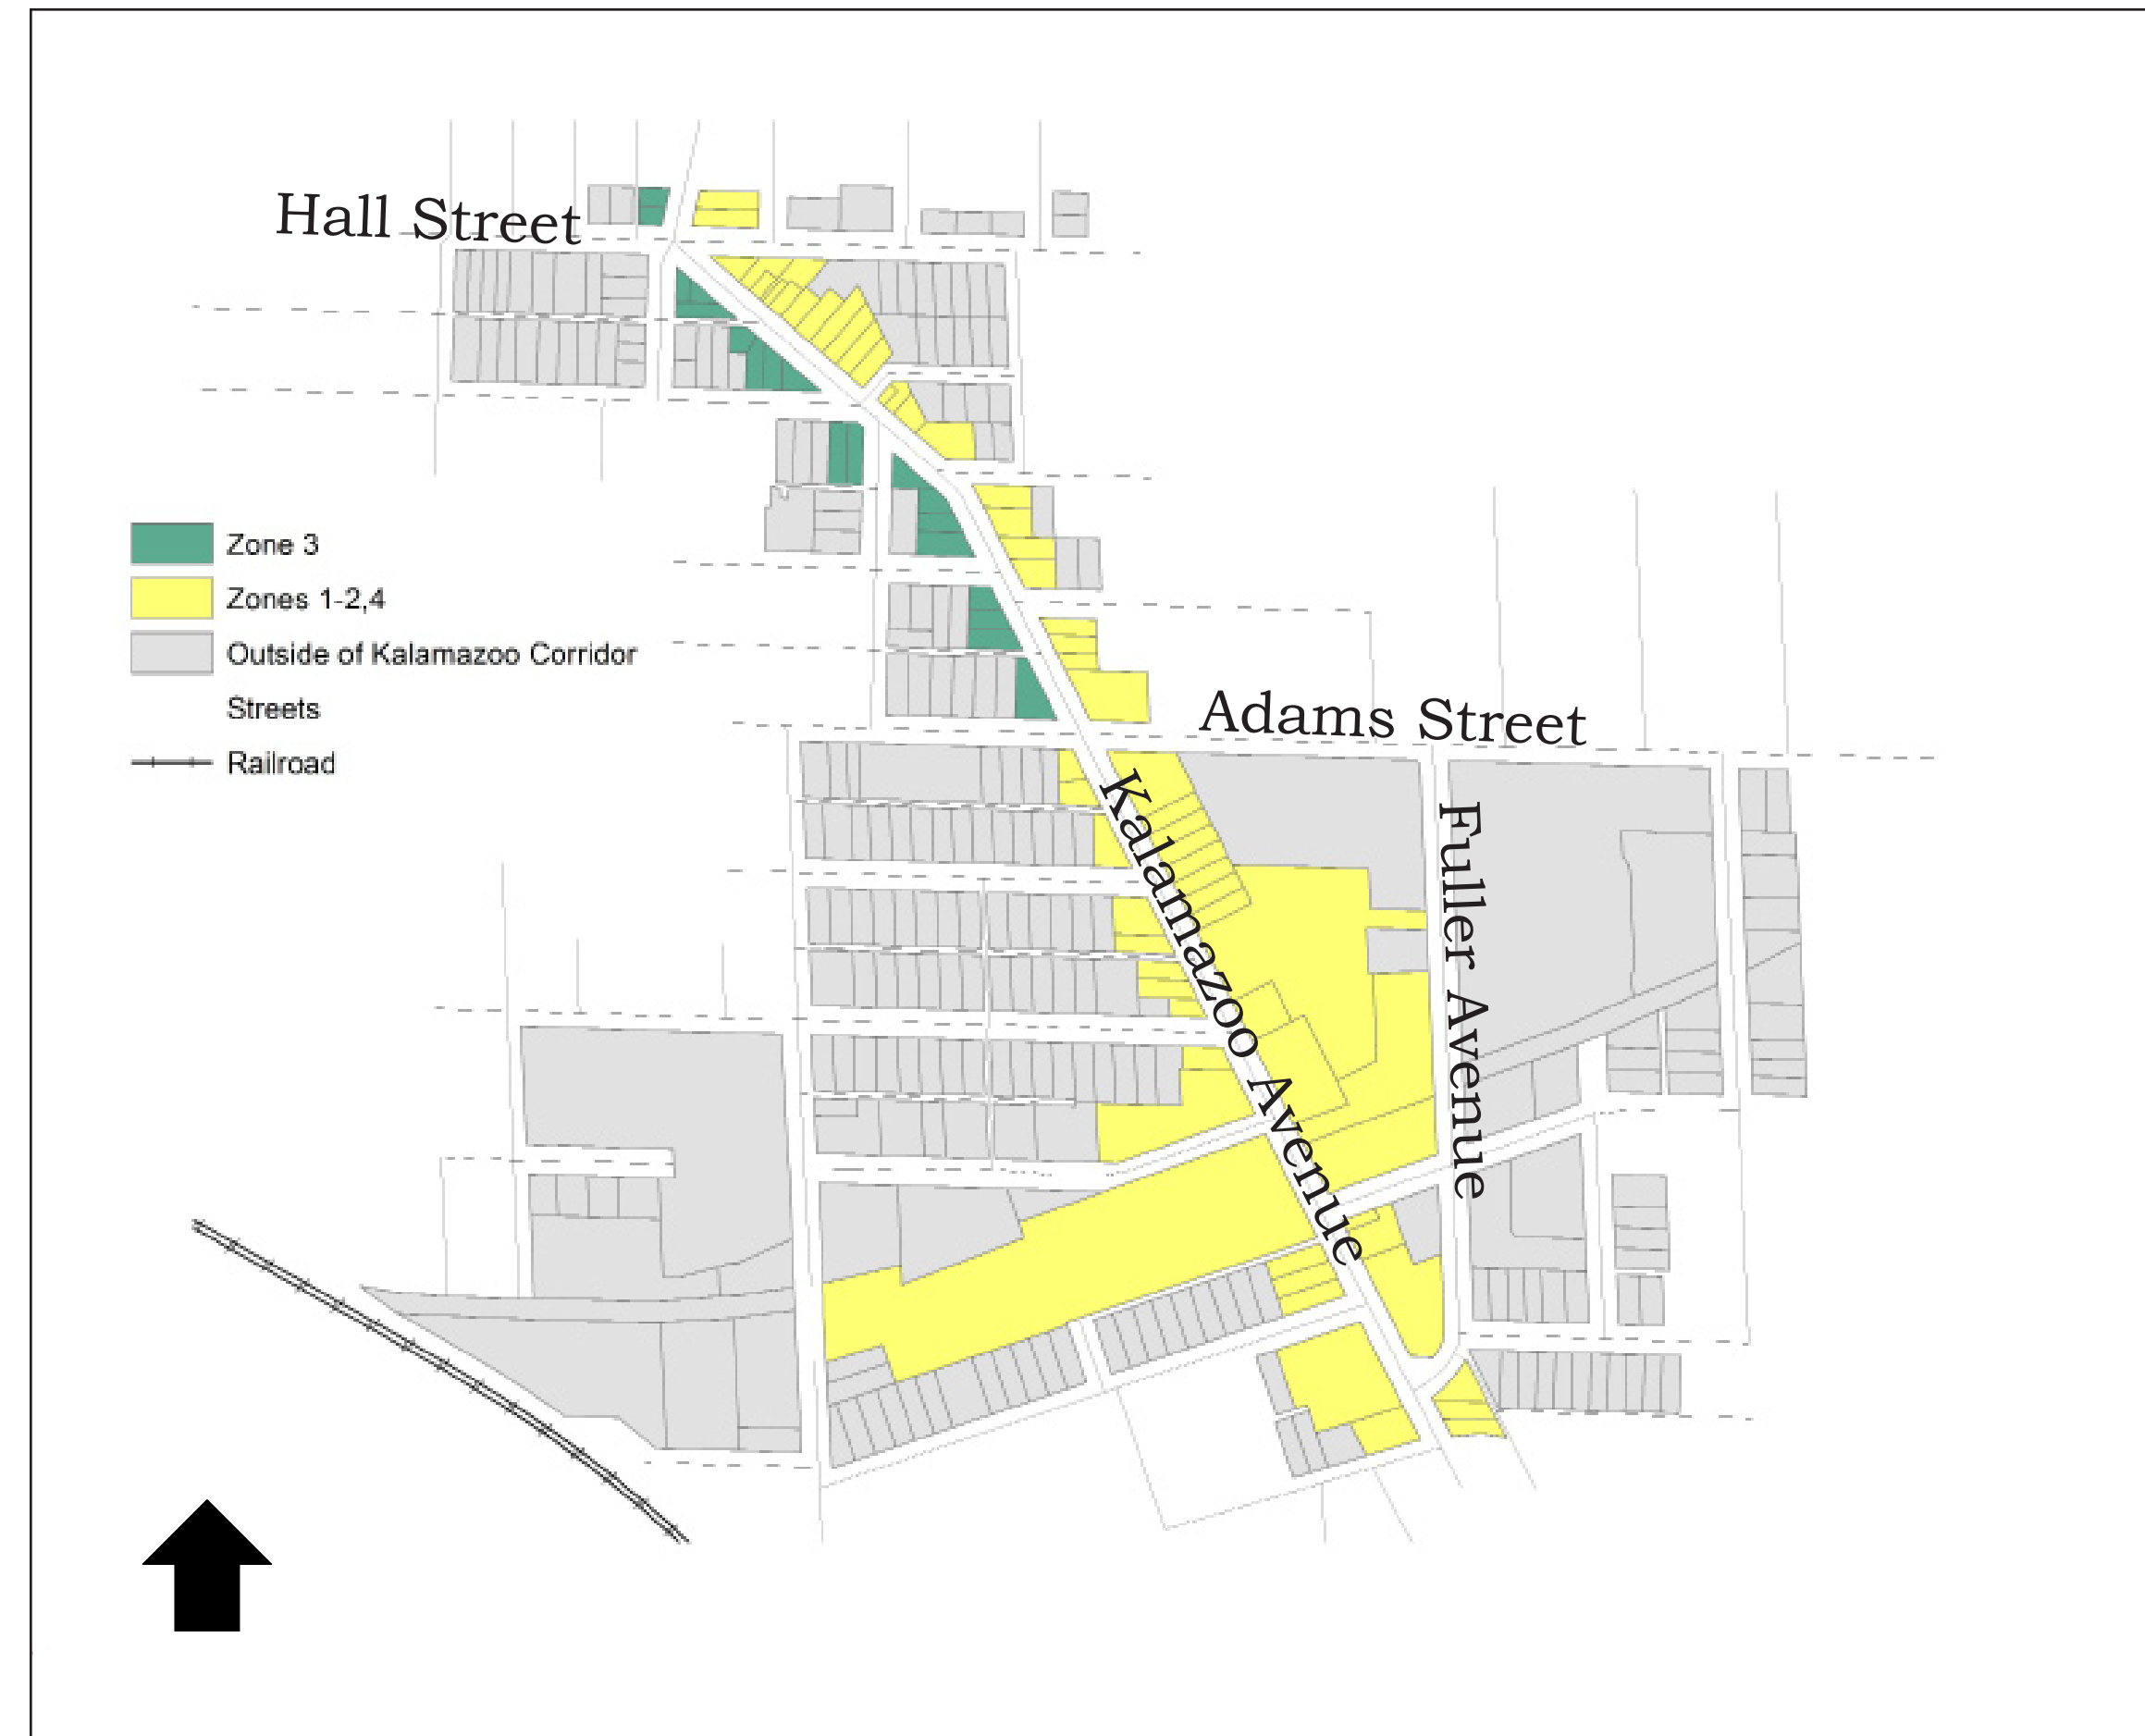 Hall Street
Zone 3
Zones 1-2,4
Outside of Kalamazoo Corridor
Streets
Railroad
Adams Street
Kalamazoo Avenue
Fuller Avenue